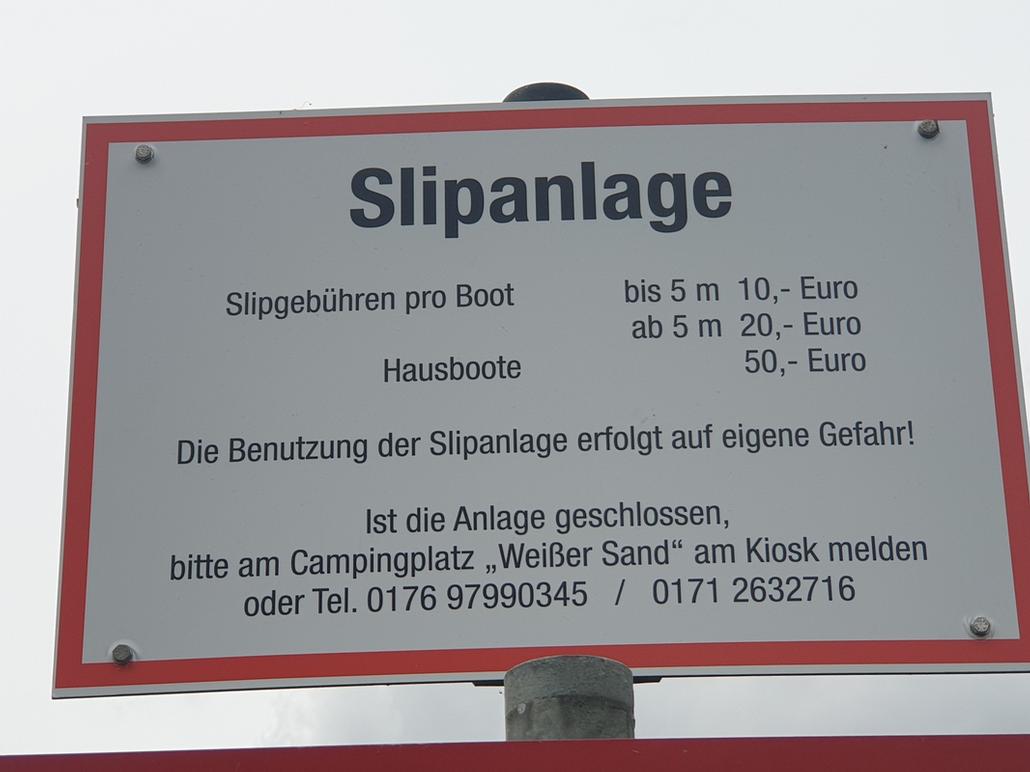 Slipanlage
Slipgebühren pro Boot bis 5 m 10,- Euro
ab 5 m 20,- Euro
Hausboote 50,- Euro
Die Benutzung der Slipanlage erfolgt auf eigene Gefahr!
Ist die Anlage geschlossen,
bitte am Campingplatz „Weißer Sand“ am Kiosk melden
oder Tel. 0176 97990345 / 0171 2632716